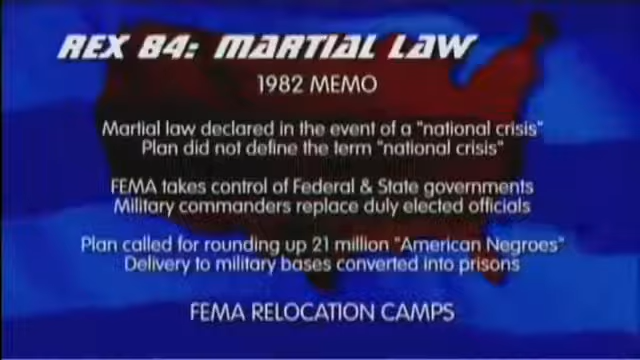 REX 84: MARTIAL LAW
1982 MEMO
Martial law declared in the event of a "national crisis"
Plan did not define the term "national crisis"
FEMA takes control of Federal & State governments
Military commanders replace duly elected officials
Plan called for rounding up 21 million "American Negroes"
Delivery to military bases converted into prisons
FEMA RELOCATION CAMPS